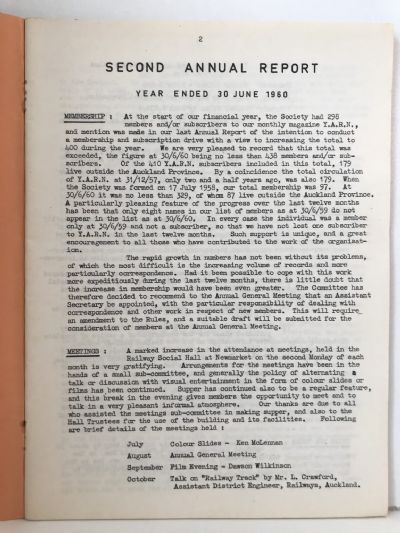 2
SECOND ANNUAL REPORT
YEAR ENDED 30 JUNE 1960
MEMBERSHIP : At the start of our financial year, the Society had 298
members and/or subscribers to our monthly magazine Y.A.R.N.,
and mention was made in our last Annual Report of the intention to conduct
a membership and subscription drive with a view to increasing the total to
400 during the year. We are very pleased to record that this total was
exceeded, the figure at 30/6/60 being no less than 438 members and/or sub-
scribers. Of the 410 Y.A.R.N. subscribers included in this total, 179
live outside the Auckland Province. By a coincidence the total circulation
of Y.A.R.N. at 31/12/57, only two and a half years ago, was also 179. When
the Society was formed on 17 July 1958, our total membership was 97. At
30/6/60 it was no less than 329, of whom 87 live outside the Auckland Province.
A particularly pleasing feature of the progress over the last twelve months
has been that only eight names in our list of members as at 30/6/59 do not
appear in the list as at 30/6/60. In every case the individual was a member
only at 30/6/59 and not a subscriber, so that we have not lost one subscriber
to Y.A.R.N. in the last twelve months. Such support is unique, and a great
encouragement to all those who have contributed to the work of the organisat-
ion.
The rapid growth in numbers has not been without its problems,
of which the most difficult is the increasing volume of records and more
particularly correspondence. Had it been possible to cope with this work
more expeditiously during the last twelve months, there is little doubt that
the increase in membership would have been even greater. The Committee has
therefore decided to recommend to the Annual General Meeting that an Assistant
Secretary be appointed, with the particular responsibility of dealing with
correspondence and other work in respect of new members. This will require
an amendment to the Rules, and a suitable draft will be submitted for the
consideration of members at the Annual General Meeting.
MEETINGS : A marked increase in the attendance at meetings, held in the
Railway Social Hall at Newmarket on the second Monday of each
month is very gratifying. Arrangements for the meetings have been in the
hands of a small sub-committee, and generally the policy of alternating a
talk or discussion with visual entertainment in the form of colour slides or
films has been continued. Supper has continued also to be a regular feature,
and this break in the evening gives members the opportunity to meet and to
talk in a very pleasant informal atmosphere. Our thanks are due to all
who assisted the meetings sub-committee in making supper, and also to the
Hall Trustees for the use of the building and its facilities. Following
are brief details of the meetings held :
July Colour Slides - Ken McLennan
August Annual General Meeting
September Film Evening - Dawson Wilkinson
October Talk on "Railway Track" by Mr. L. Crawford,
Assistant District Engineer, Railways, Auckland.